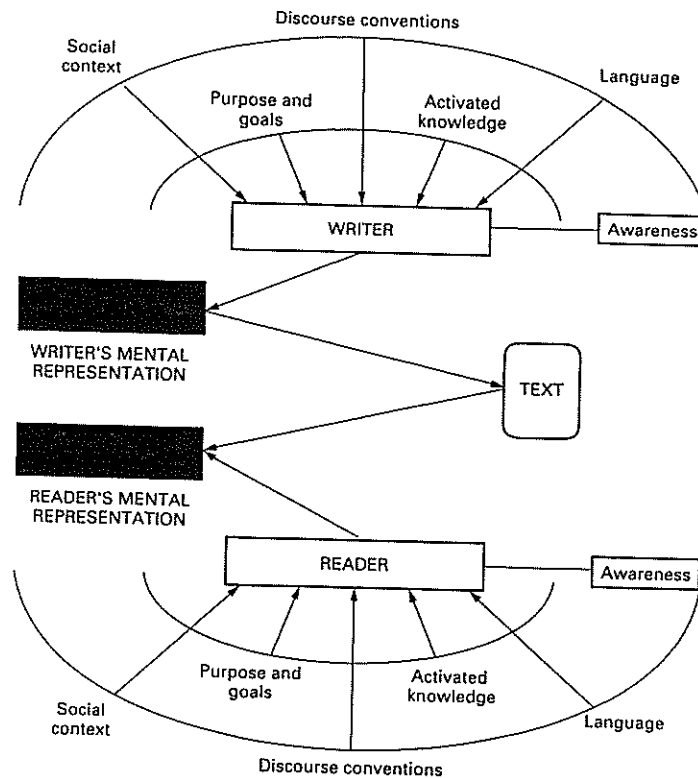 Discourse conventions
Social
context
Language
Purpose and
goals
Activated
knowledge
WRITER
Awareness
WRITER'S MENTAL
REPRESENTATION
TEXT
READER'S MENTAL
REPRESENTATION
READER
Awareness
Purpose and
goals
Activated
knowledge
Social
context
Language
Discourse conventions